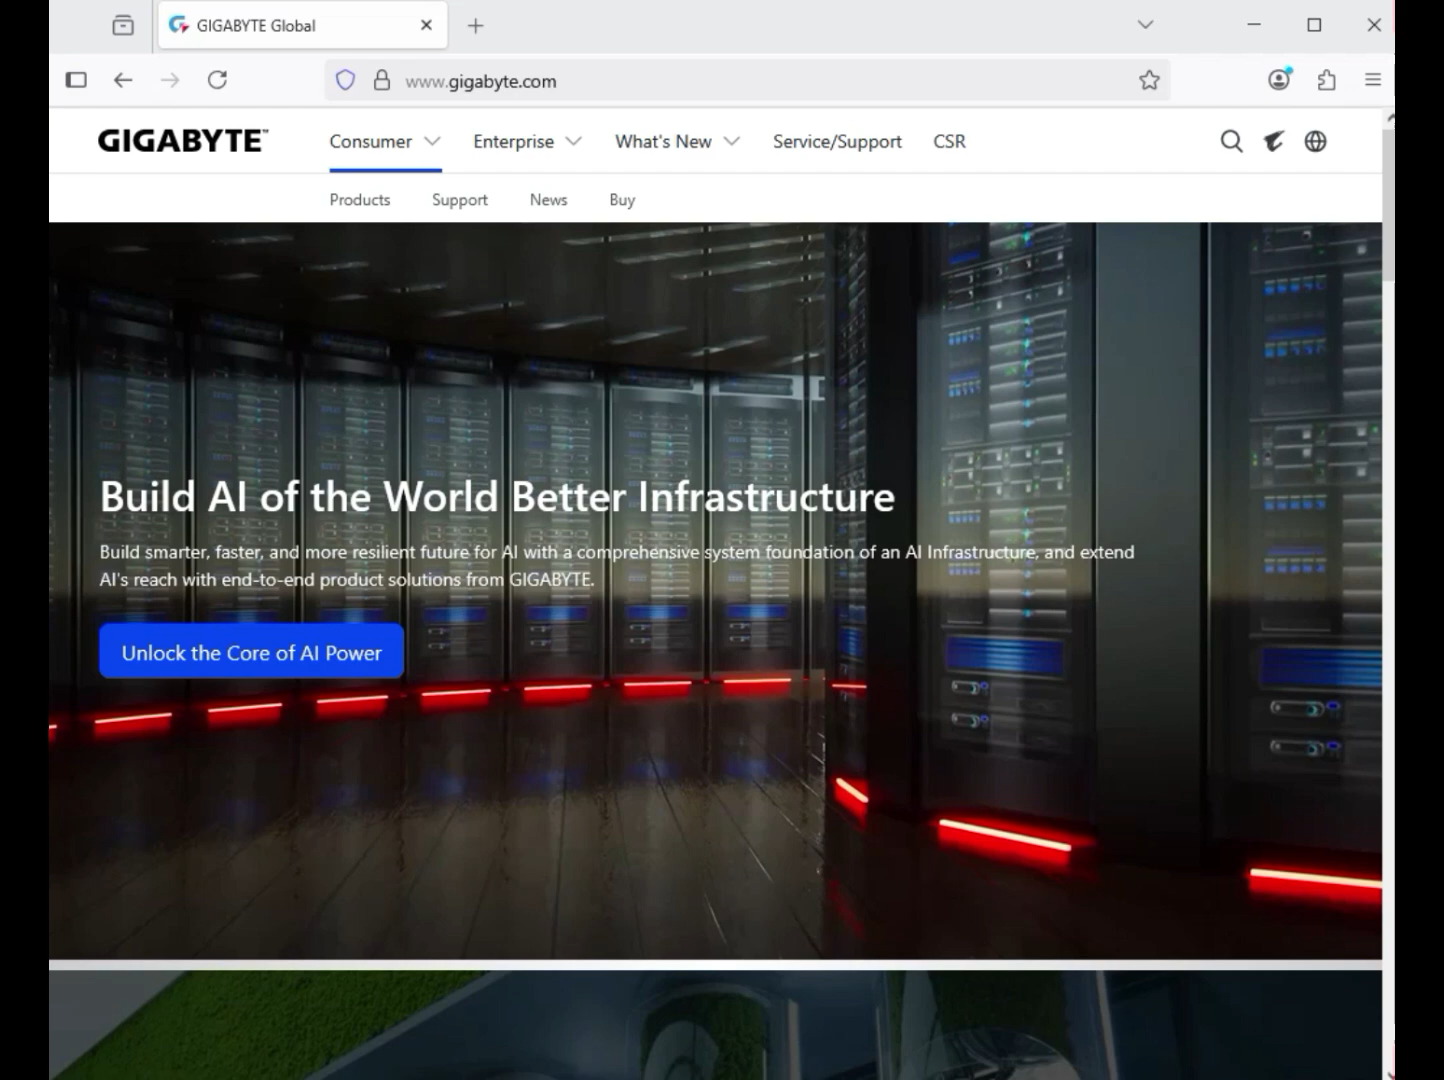 GIGABYTE Global
www.gigabyte.com
GIGABYTE™
Consumer
Enterprise
What's New
Service/Support
CSR
Products
Support
News
Buy
Build AI of the World Better Infrastructure
Build smarter, faster, and more resilient future for AI with a comprehensive system foundation of an AI Infrastructure, and extend
AI's reach with end-to-end product solutions from GIGABYTE.
Unlock the Core of AI Power